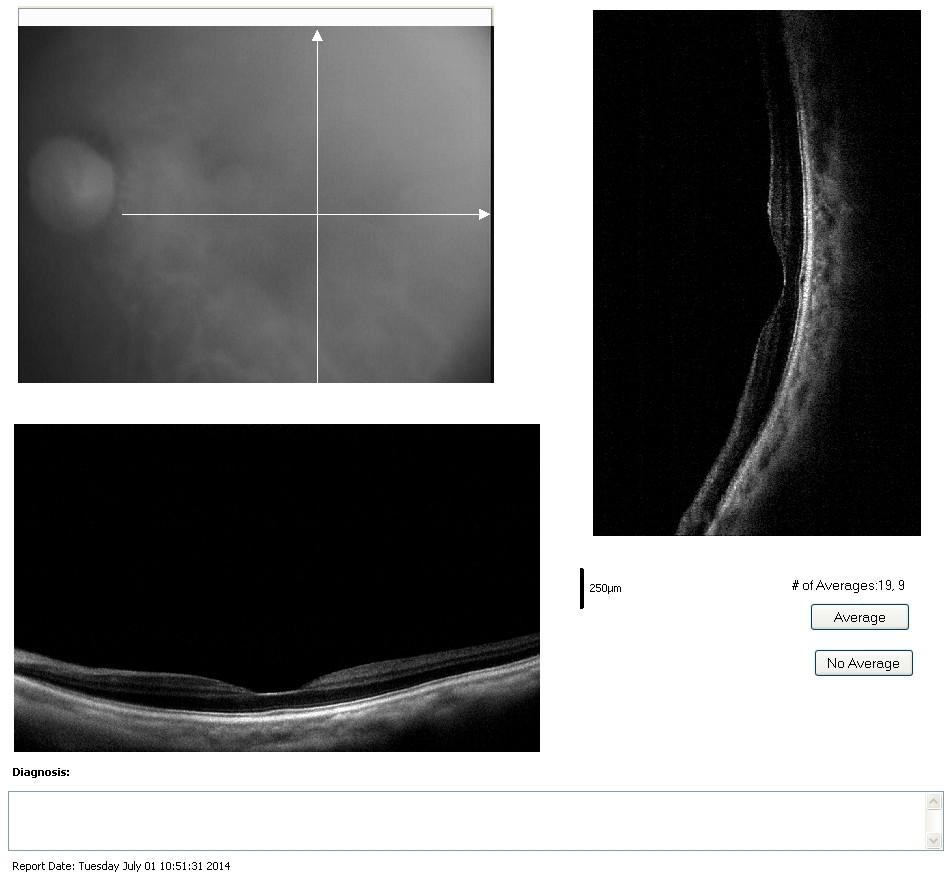 250µm
# of Averages:19, 9
Average
No Average
Diagnosis:
Report Date: Tuesday July 01 10:51:31 2014